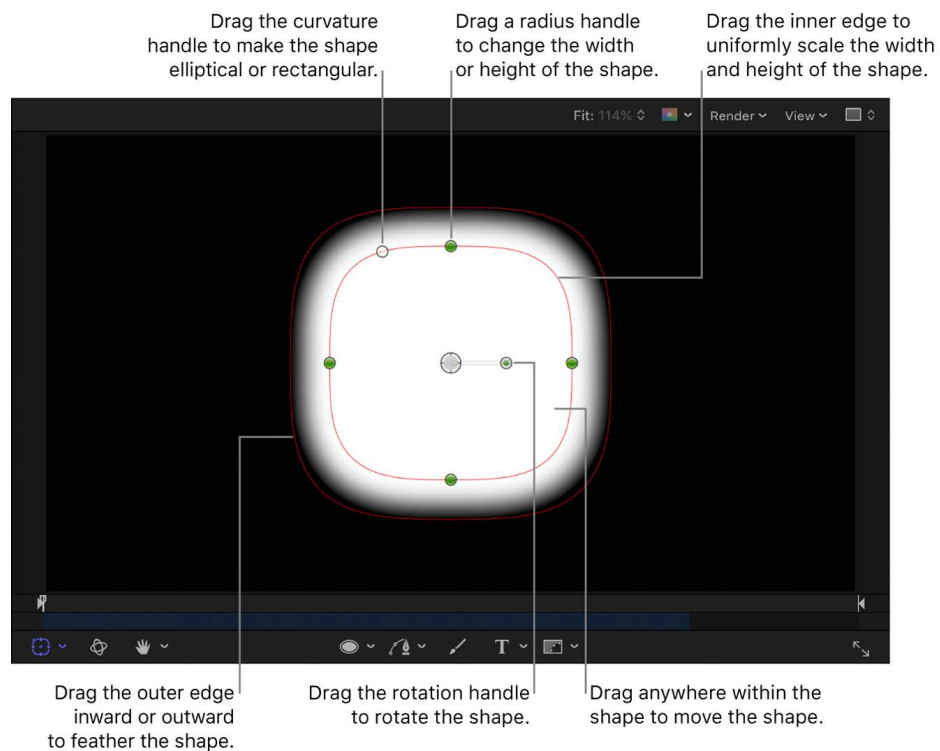 Drag the curvature
handle to make the shape
elliptical or rectangular.
Drag a radius handle
to change the width
or height of the shape.
Drag the inner edge to
uniformly scale the width
and height of the shape.
Fit: 114% Render View
T
Drag the outer edge
inward or outward
to feather the shape.
Drag the rotation handle
to rotate the shape.
Drag anywhere within the
shape to move the shape.